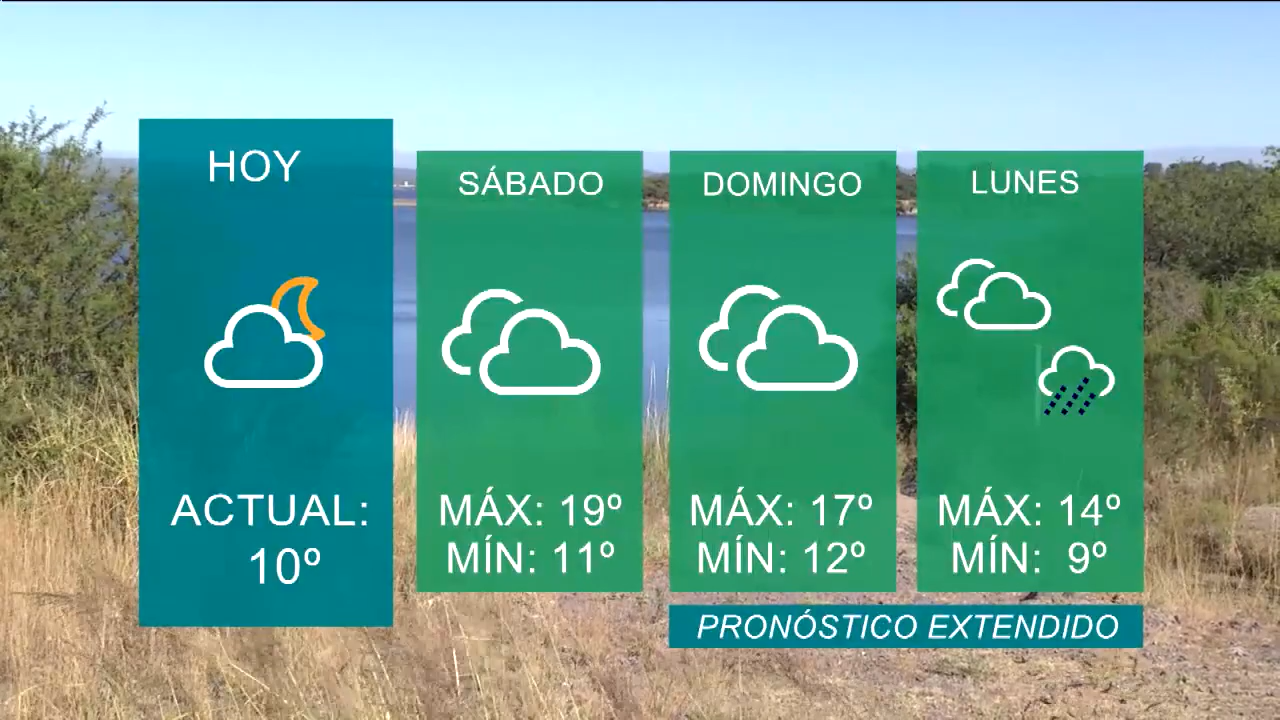 HOY
ACTUAL:
10º
SÁBADO
MÁX: 19º
MÍN: 11º
DOMINGO
MÁX: 17º
MÍN: 12º
LUNES
MÁX: 14º
MÍN: 9º
PRONÓSTICO EXTENDIDO